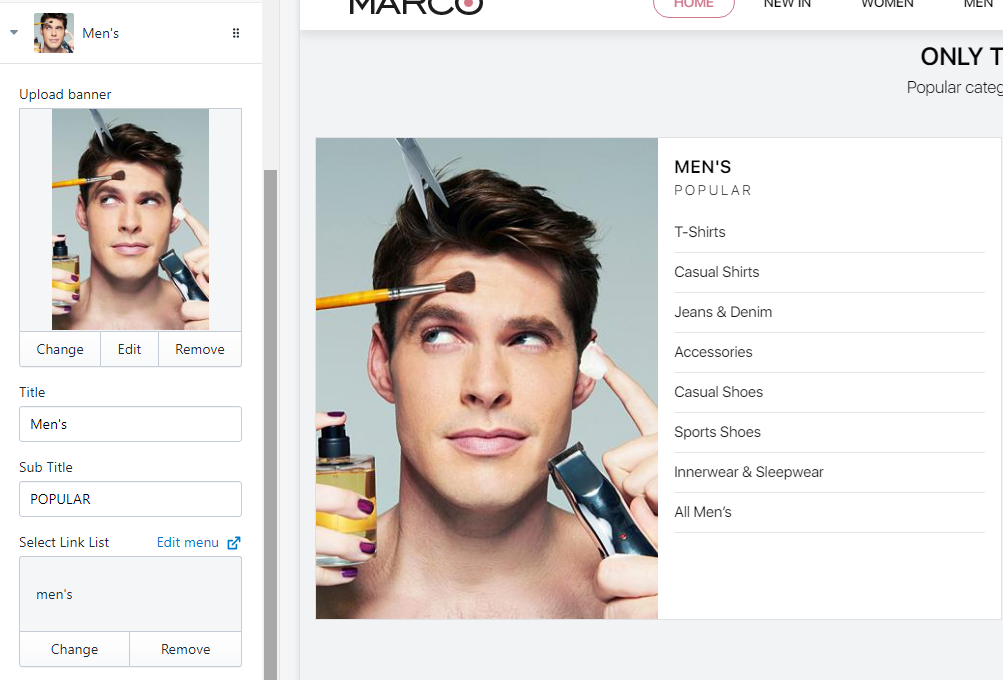 Men's
Upload banner
Change
Edit
Remove
Title
Men's
Sub Title
POPULAR
Select Link List
Edit menu
men's
Change
Remove
MARCO
HOME
NEW IN
WOMEN
MEN
ONLY T
Popular categ
MEN'S
POPULAR
T-Shirts
Casual Shirts
Jeans & Denim
Accessories
Casual Shoes
Sports Shoes
Innerwear & Sleepwear
All Men’s